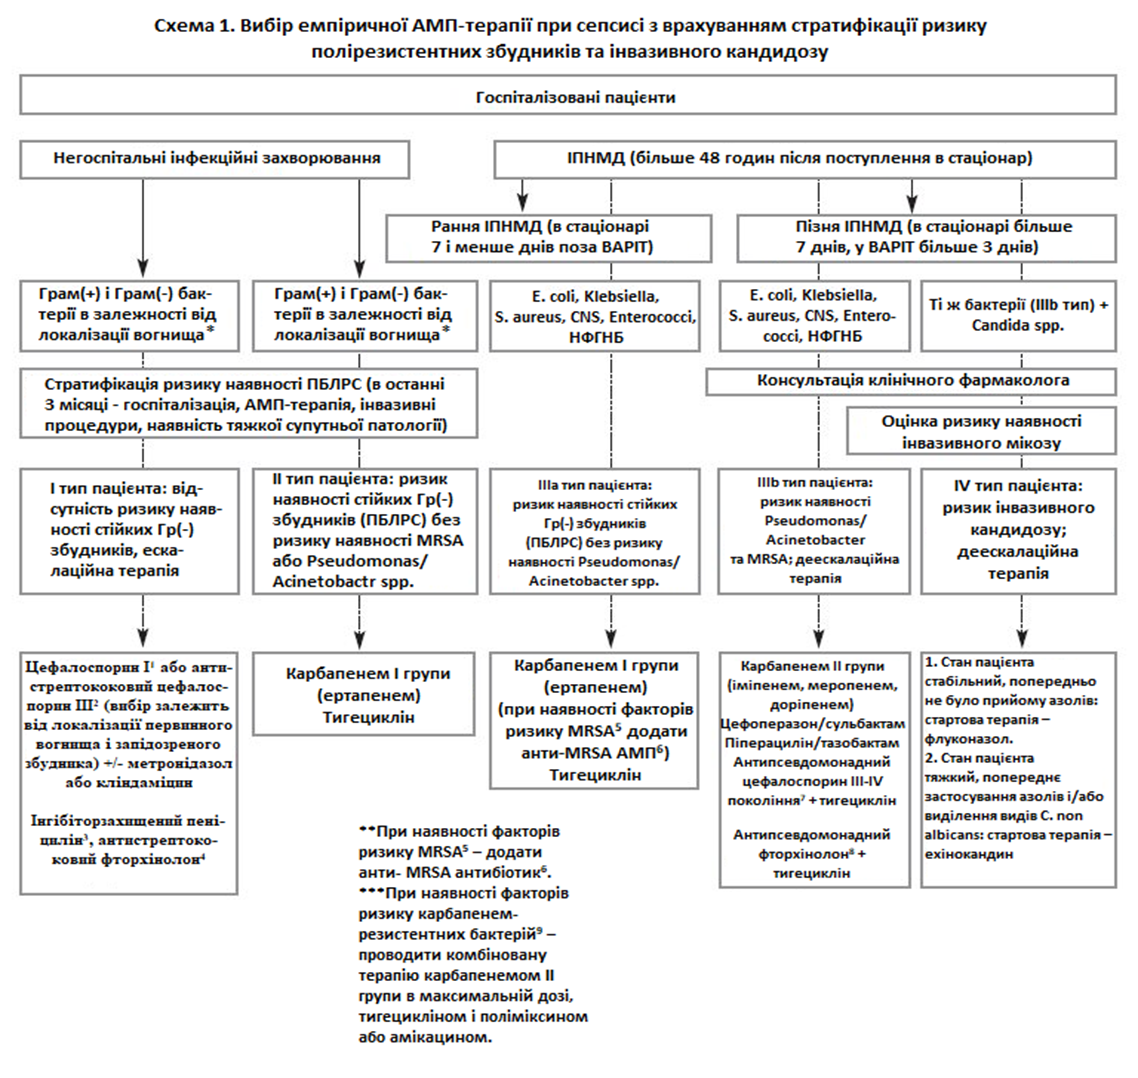 Схема 1. Вибір емпіричної АМП-терапії при сепсисі з врахуванням стратифікації ризику
полірезистентних збудників та інвазивного кандидозу
Госпіталізовані пацієнти
Негоспітальні інфекційні захворювання
ІПНМД (більше 48 годин після поступлення в стаціонар)
Рання ІПНМД (в стаціонарі
7 і менше днів поза ВАРІТ)
Пізня ІПНМД (в стаціонарі більше
7 днів, у ВАРІТ більше 3 днів)
Грам(+) і Грам(-) бак-
терії в залежності від
локалізації вогнища*
Грам(+) і Грам(-) бак-
терії в залежності від
локалізації вогнища*
E. coli, Klebsiella,
S. aureus, CNS, Enterococci,
НФГНБ
E. coli, Klebsiella,
S. aureus, CNS, Entero-
cocci, НФГНБ
Ті ж бактерії (IIIb тип) +
Candida spp.
Стратифікація ризику наявності ПБЛРС (в останні
3 місяці - госпіталізація, АМП-терапія, інвазивні
процедури, наявність тяжкої супутньої патології)
Консультація клінічного фармаколога
Оцінка ризику наявності
інвазивного мікозу
І тип пацієнта: від-
сутність ризику наяв-
ності стійких Гр(-)
збудників, еска-
лаційна терапія
ІІ тип пацієнта: ризик
наявності стійких Гр(-)
збудників (ПБЛРС) без
ризику наявності MRSA
або Pseudomonas/
Acinetobactr spp.
IIIa тип пацієнта:
ризик наявності стійких
Гр(-) збудників
(ПБЛРС) без ризику
наявності Pseudomonas/
Acinetobacter spp.
IIIb тип пацієнта:
ризик наявності
Pseudomonas/
Acinetobacter
та MRSA; деескалаційна
терапія
IV тип пацієнта:
ризик інвазивного
кандидозу;
деескалаційна
терапія
Цефалоспорин І¹ або анти-
стрептококовий цефалос-
порин ІІІ² (вибір залежить
від локалізації первинного
вогнища і запідозреного
збудника) +/- метронідазол
або кліндаміцин
Інгібіторзахищений пені-
цилін³, антистрептоко-
ковий фторхінолон⁴
Карбапенем І групи
(ертапенем)
Тигециклін
Карбапенем І групи
(ертапенем)
(при наявності факторів
ризику MRSA⁵ додати
анти-MRSA АМП⁶)
Тигециклін
Карбапенем ІІ групи
(іміпенем, меропенем,
доріпенем)
Цефоперазон/сульбактам
Піперацилін/тазобактам
Антипсевдомонадний
цефалоспорин ІІІ-IV
покоління⁷ + тигециклін
Антипсевдомонадний
фторхінолон⁸ +
тигециклін
1. Стан пацієнта
стабільний, попередньо
не було прийому азолів:
стартова терапія –
флуконазол.
2. Стан пацієнта
тяжкий, попереднє
застосування азолів і/або
виділення видів C. non
albicans: стартова терапія –
ехінокандин
**При наявності факторів
ризику MRSA⁵ – додати
анти- MRSA антибіотик⁶.
***При наявності факторів
ризику карбапенем-
резистентних бактерій⁹ –
проводити комбіновану
терапію карбапенемом ІІ
групи в максимальній дозі,
тигецикліном і поліміксином
або амікацином.